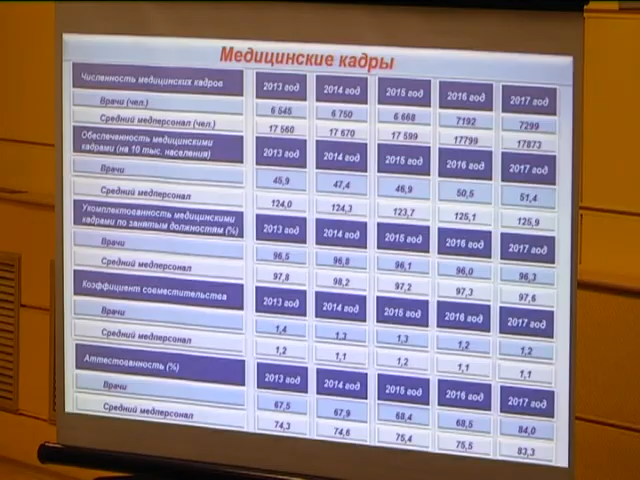 Медицинские кадры
Численность медицинских кадров 2013 год 2014 год 2015 год 2016 год 2017 год
Врачи (чел.) 6 545 6 750 6 668 7192 7299
Средний медперсонал (чел.) 17 560 17 670 17 599 17799 17873
Обеспеченность медицинскими
кадрами (на 10 тыс. населения) 2013 год 2014 год 2015 год 2016 год 2017 год
Врачи 45,9 47,4 46,9 50,5 51,4
Средний медперсонал 124,0 124,3 123,7 125,1 125,9
Укомплектованность медицинскими
кадрами по занятым должностям (%) 2013 год 2014 год 2015 год 2016 год 2017 год
Врачи 96,5 96,8 96,1 96,0 96,3
Средний медперсонал 97,8 98,2 97,2 97,3 97,6
Коэффициент совместительства 2013 год 2014 год 2015 год 2016 год 2017 год
Врачи 1,4 1,3 1,3 1,2 1,2
Средний медперсонал 1,2 1,1 1,2 1,1 1,1
Аттестованность (%) 2013 год 2014 год 2015 год 2016 год 2017 год
Врачи 67,5 67,9 68,4 68,5 84,0
Средний медперсонал 74,3 74,6 75,4 75,5 83,3